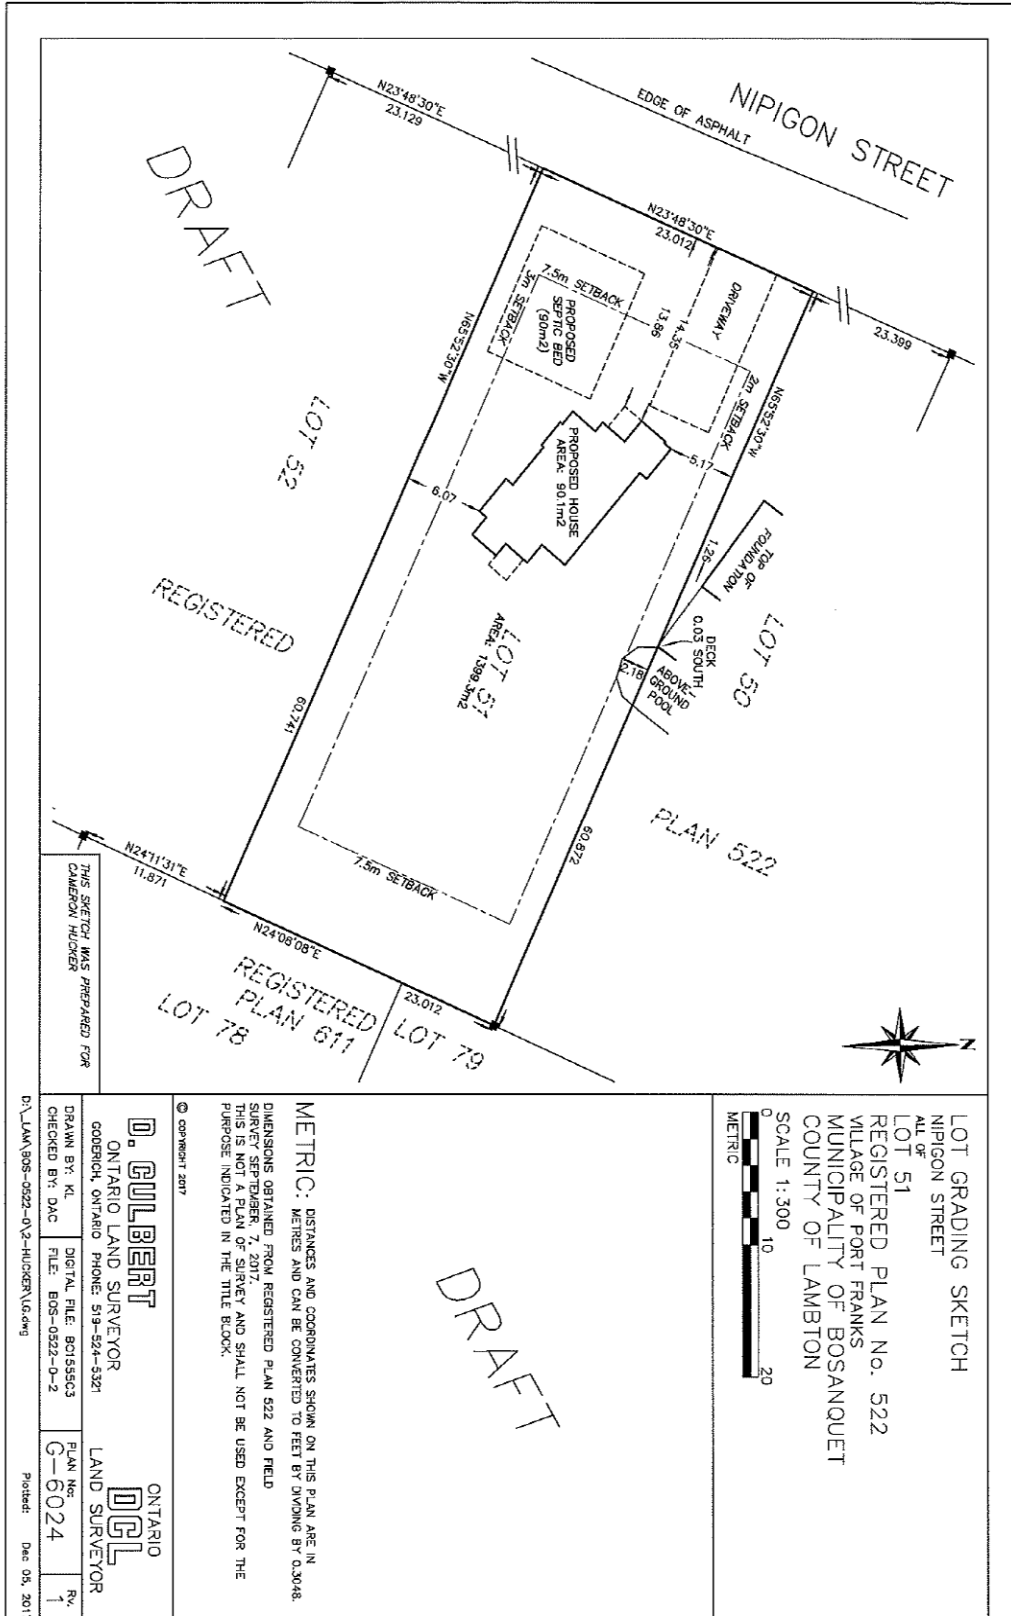 NIPIGON STREET
EDGE OF ASPHALT
N23°48'30"E
23.129
N23°48'30"E
23.012
23.399
DRAFT
7.5m SETBACK
3m SETBACK
PROPOSED
SEPTIC BED
(90m2)
13.86
14.35
DRIVEWAY
2m SETBACK
N65°52'30"W
N65°52'30"W
LOT 52
PROPOSED HOUSE
AREA: 90.1m2
5.17
6.07
TOP OF
FOUNDATION
1.26
LOT 50
DECK
0.03 SOUTH
ABOVE-
GROUND
POOL
2.18
REGISTERED
LOT 51
AREA: 1399.3m2
PLAN 522
60.741
60.872
7.5m SETBACK
N24°11'31"E
11.871
N24°08'08"E
23.012
REGISTERED
PLAN 611
LOT 78
LOT 79
THIS SKETCH WAS PREPARED FOR
CAMERON HUCKER
N
LOT GRADING SKETCH
NIPIGON STREET
ALL OF
LOT 51
REGISTERED PLAN No. 522
VILLAGE OF PORT FRANKS
MUNICIPALITY OF BOSANQUET
COUNTY OF LAMBTON
SCALE 1:300
0 10 20
METRIC
DRAFT
METRIC: DISTANCES AND COORDINATES SHOWN ON THIS PLAN ARE IN
METRES AND CAN BE CONVERTED TO FEET BY DIVIDING BY 0.3048.
DIMENSIONS OBTAINED FROM REGISTERED PLAN 522 AND FIELD
SURVEY SEPTEMBER, 7, 2017.
THIS IS NOT A PLAN OF SURVEY AND SHALL NOT BE USED EXCEPT FOR THE
PURPOSE INDICATED IN THE TITLE BLOCK.
© COPYRIGHT 2017
D. CULBERT
ONTARIO LAND SURVEYOR
GODERICH, ONTARIO PHONE: 519-524-5321
ONTARIO
DCL
LAND SURVEYOR
DRAWN BY: KL
CHECKED BY: DAC
DIGITAL FILE: BO1555C3
FILE: BOS-0522-0-2
PLAN No:
G-6024
Rv.
1
D:\_LAM\BOS-0522-0\2-HUCKER\LG.dwg
Plotted: Dec 05, 201